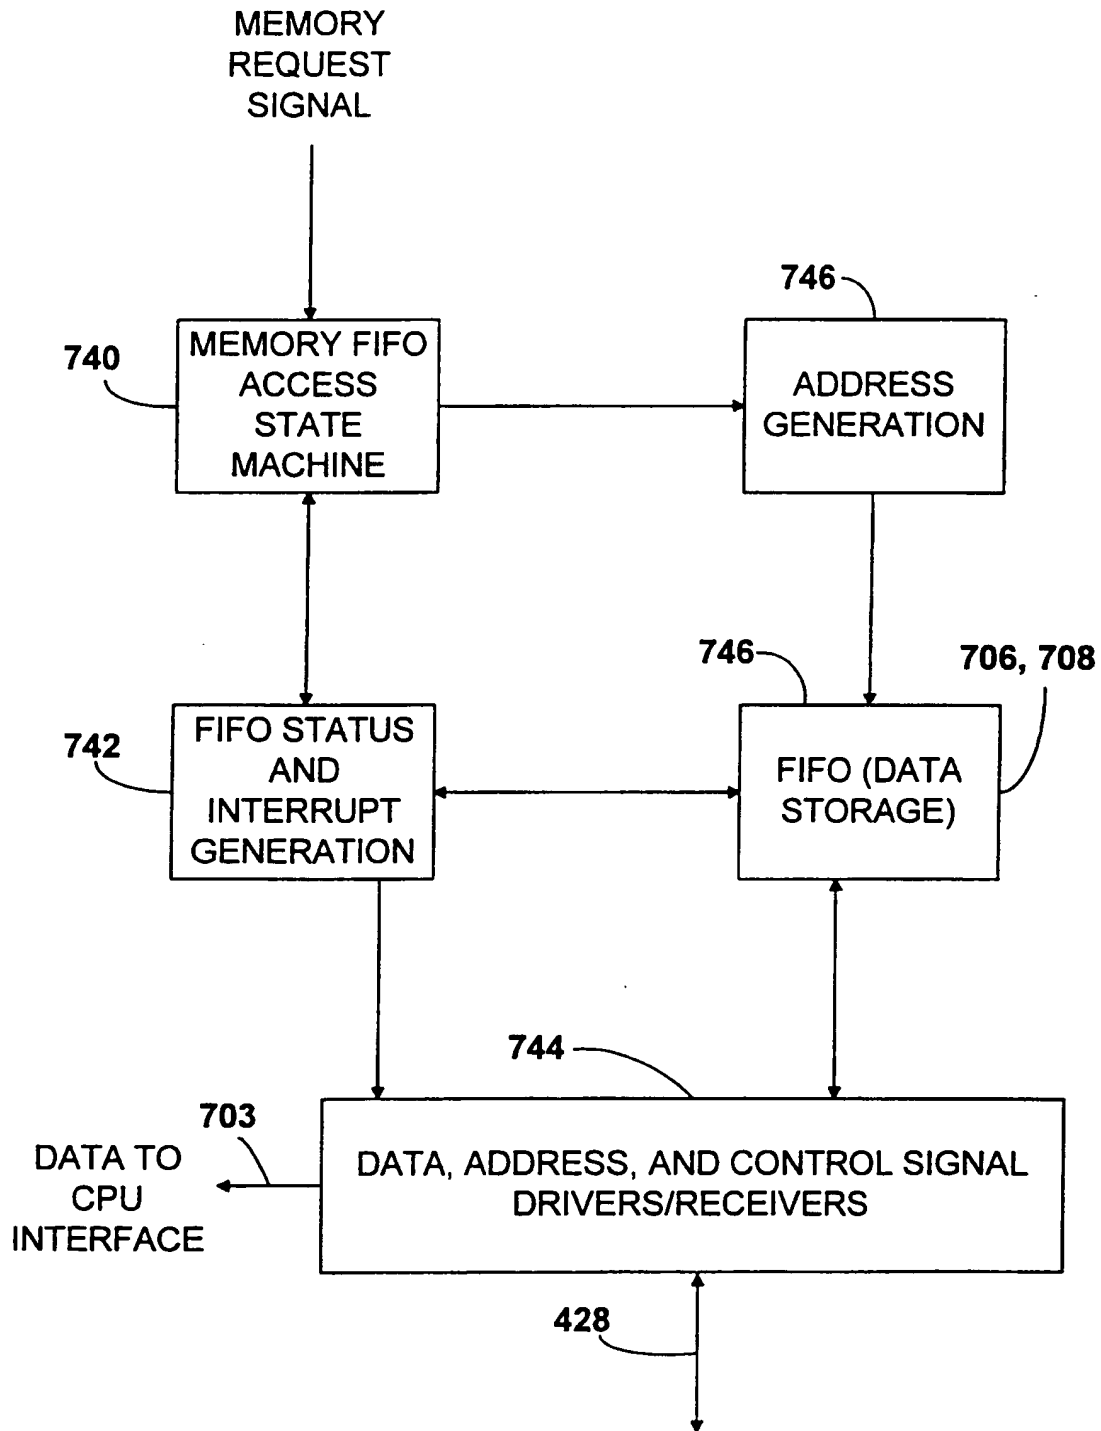 MEMORY
REQUEST
SIGNAL
746
740
MEMORY FIFO
ACCESS
STATE
MACHINE
ADDRESS
GENERATION
746
706, 708
742
FIFO STATUS
AND
INTERRUPT
GENERATION
FIFO (DATA
STORAGE)
744
703
DATA TO
CPU
INTERFACE
DATA, ADDRESS, AND CONTROL SIGNAL
DRIVERS/RECEIVERS
428